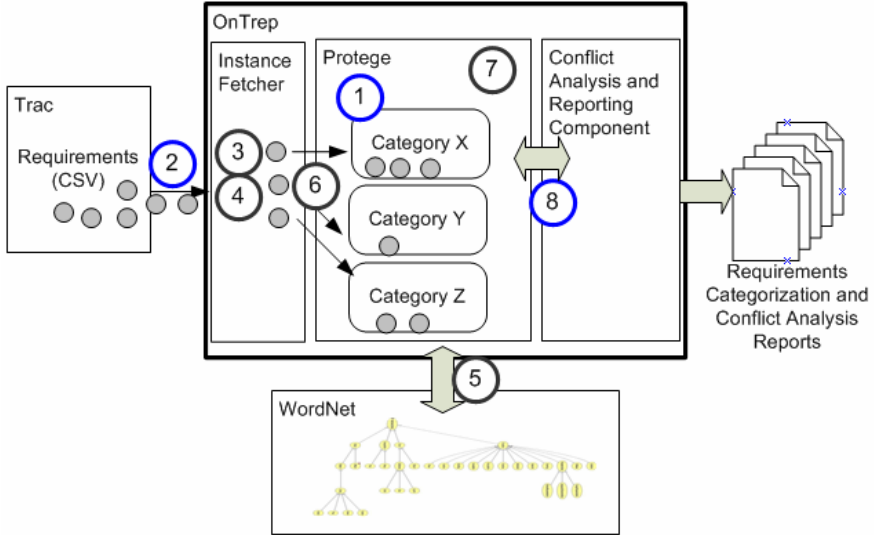 OnTrep
Trac
Requirements
(CSV)
2
Instance
Fetcher
3
4
6
Protege
7
1
Category X
Category Y
Category Z
Conflict
Analysis and
Reporting
Component
8
Requirements
Categorization and
Conflict Analysis
Reports
5
WordNet